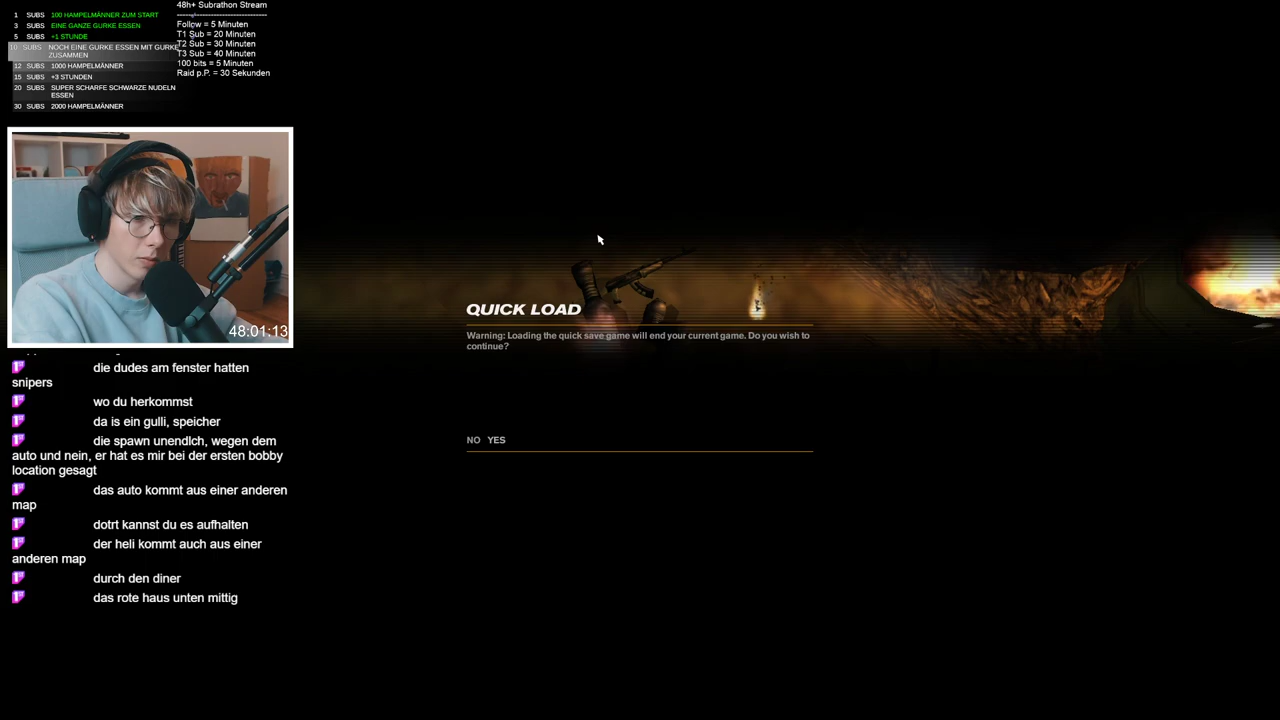 1 SUBS 100 HAMPELMÄNNER ZUM START
3 SUBS EINE GANZE GURKE ESSEN
5 SUBS +1 STUNDE
10 SUBS NOCH EINE GURKE ESSEN MIT GURKE
ZUSAMMEN
12 SUBS 1000 HAMPELMÄNNER
15 SUBS +3 STUNDEN
20 SUBS SUPER SCHARFE SCHWARZE NUDELN
ESSEN
30 SUBS 2000 HAMPELMÄNNER
48h+ Subrathon Stream
Follow = 5 Minuten
T1 Sub = 20 Minuten
T2 Sub = 30 Minuten
T3 Sub = 40 Minuten
100 bits = 5 Minuten
Raid p.P. = 30 Sekunden
48:01:13
die dudes am fenster hatten
snipers
wo du herkommst
da is ein gulli, speicher
die spawn unendlch, wegen dem
auto und nein, er hat es mir bei der ersten bobby
location gesagt
das auto kommt aus einer anderen
map
dotrt kannst du es aufhalten
der heli kommt auch aus einer
anderen map
durch den diner
das rote haus unten mittig
QUICK LOAD
Warning: Loading the quick save game will end your current game. Do you wish to
continue?
NO YES